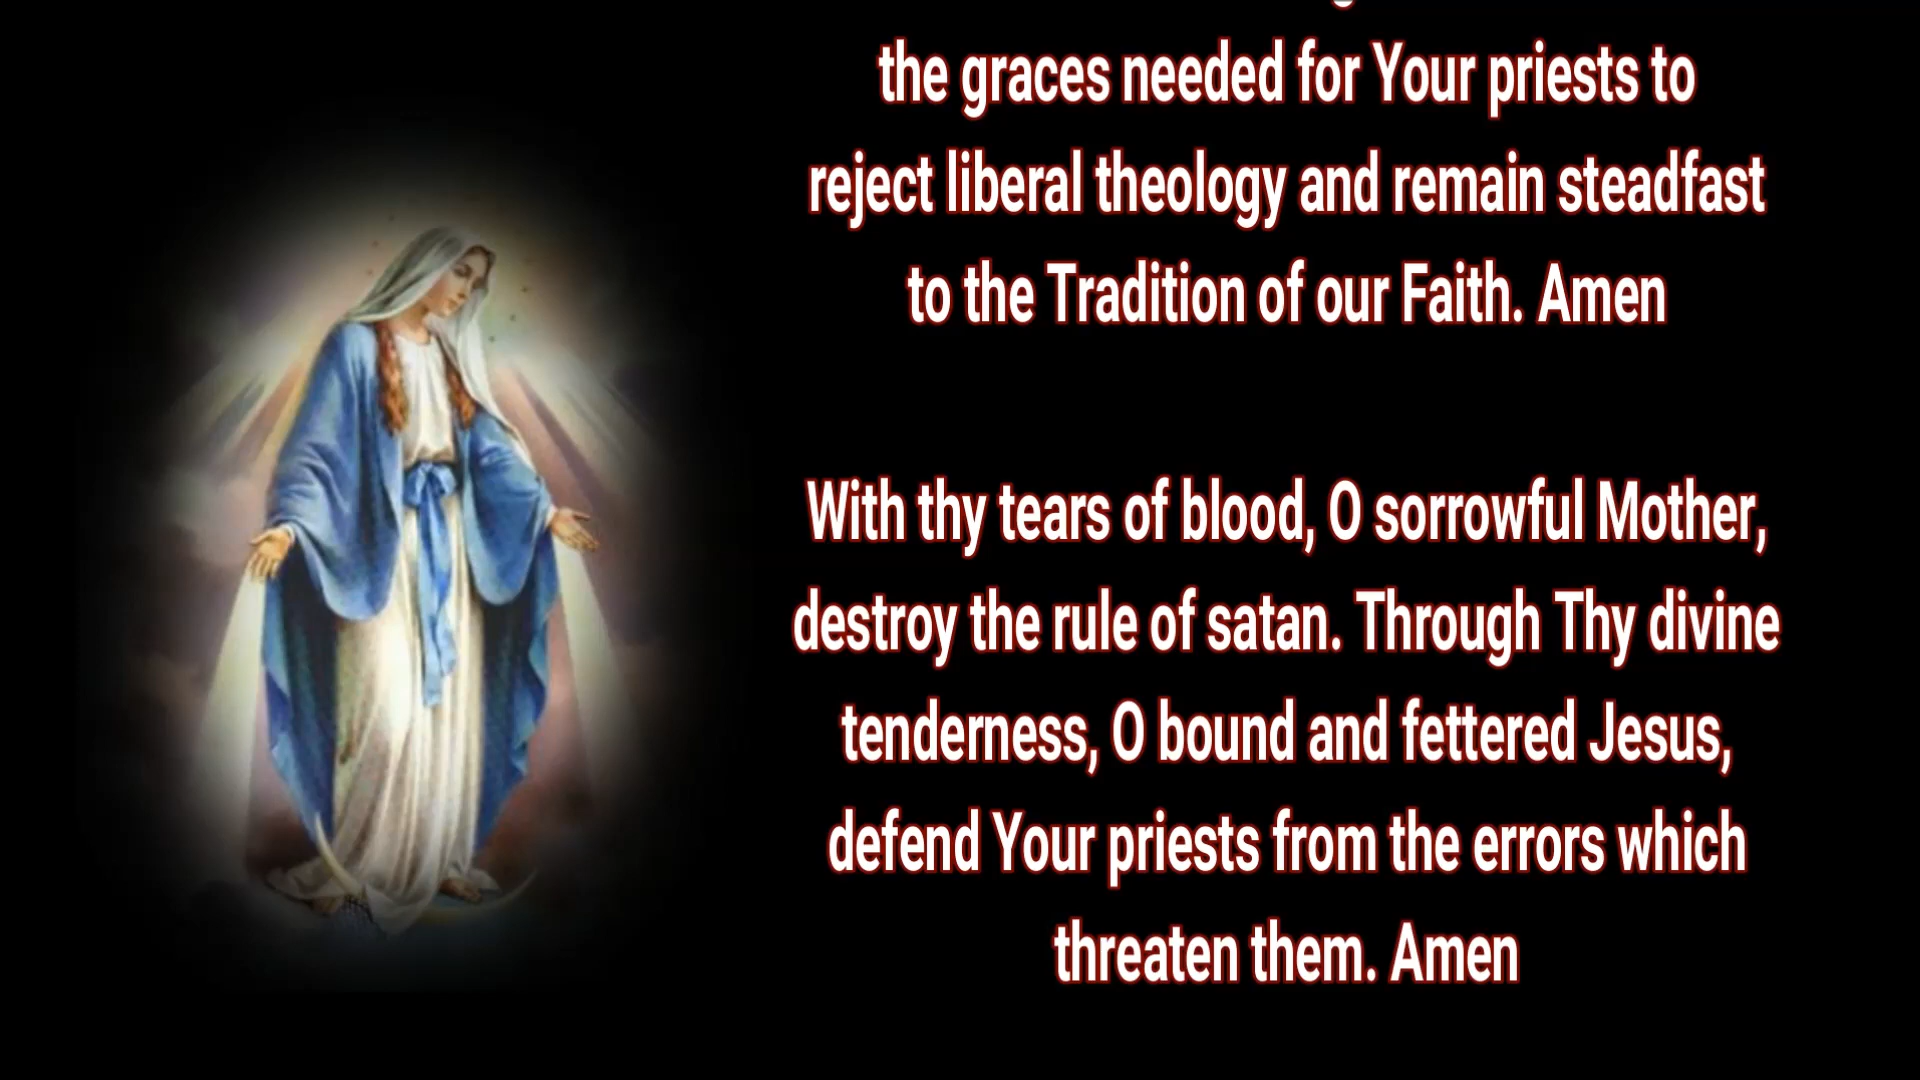 the graces needed for Your priests to
reject liberal theology and remain steadfast
to the Tradition of our Faith. Amen
With thy tears of blood, O sorrowful Mother,
destroy the rule of satan. Through Thy divine
tenderness, O bound and fettered Jesus,
defend Your priests from the errors which
threaten them. Amen